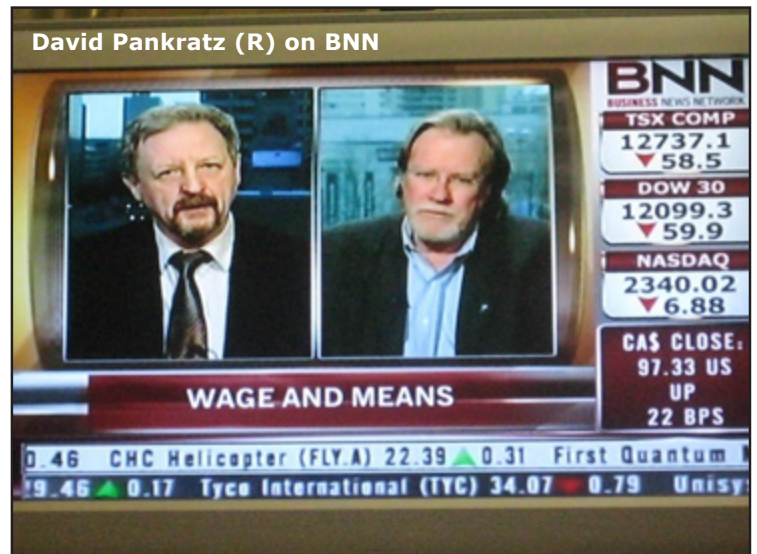 David Pankratz (R) on BNN
BNN
BUSINESS NEWS NETWORK
TSX COMP
12737.1
▼58.5
DOW 30
12099.3
▼59.9
NASDAQ
2340.02
▼6.88
CA$ CLOSE:
97.33 US
UP
22 BPS
WAGE AND MEANS
0.46 CHC Helicopter (FLY.A) 22.39 ▲ 0.31 First Quantum
29.46 ▲ 0.17 Tyco International (TYC) 34.07 0.79 Unisy